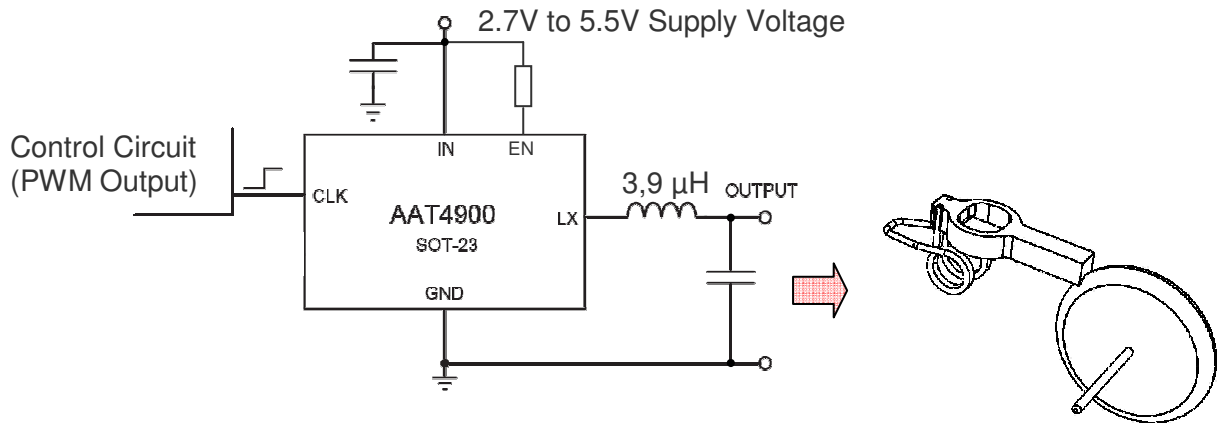 2.7V to 5.5V Supply Voltage
Control Circuit
(PWM Output)
IN
EN
CLK
AAT4900
SOT-23
LX
GND
3,9 µH
OUTPUT